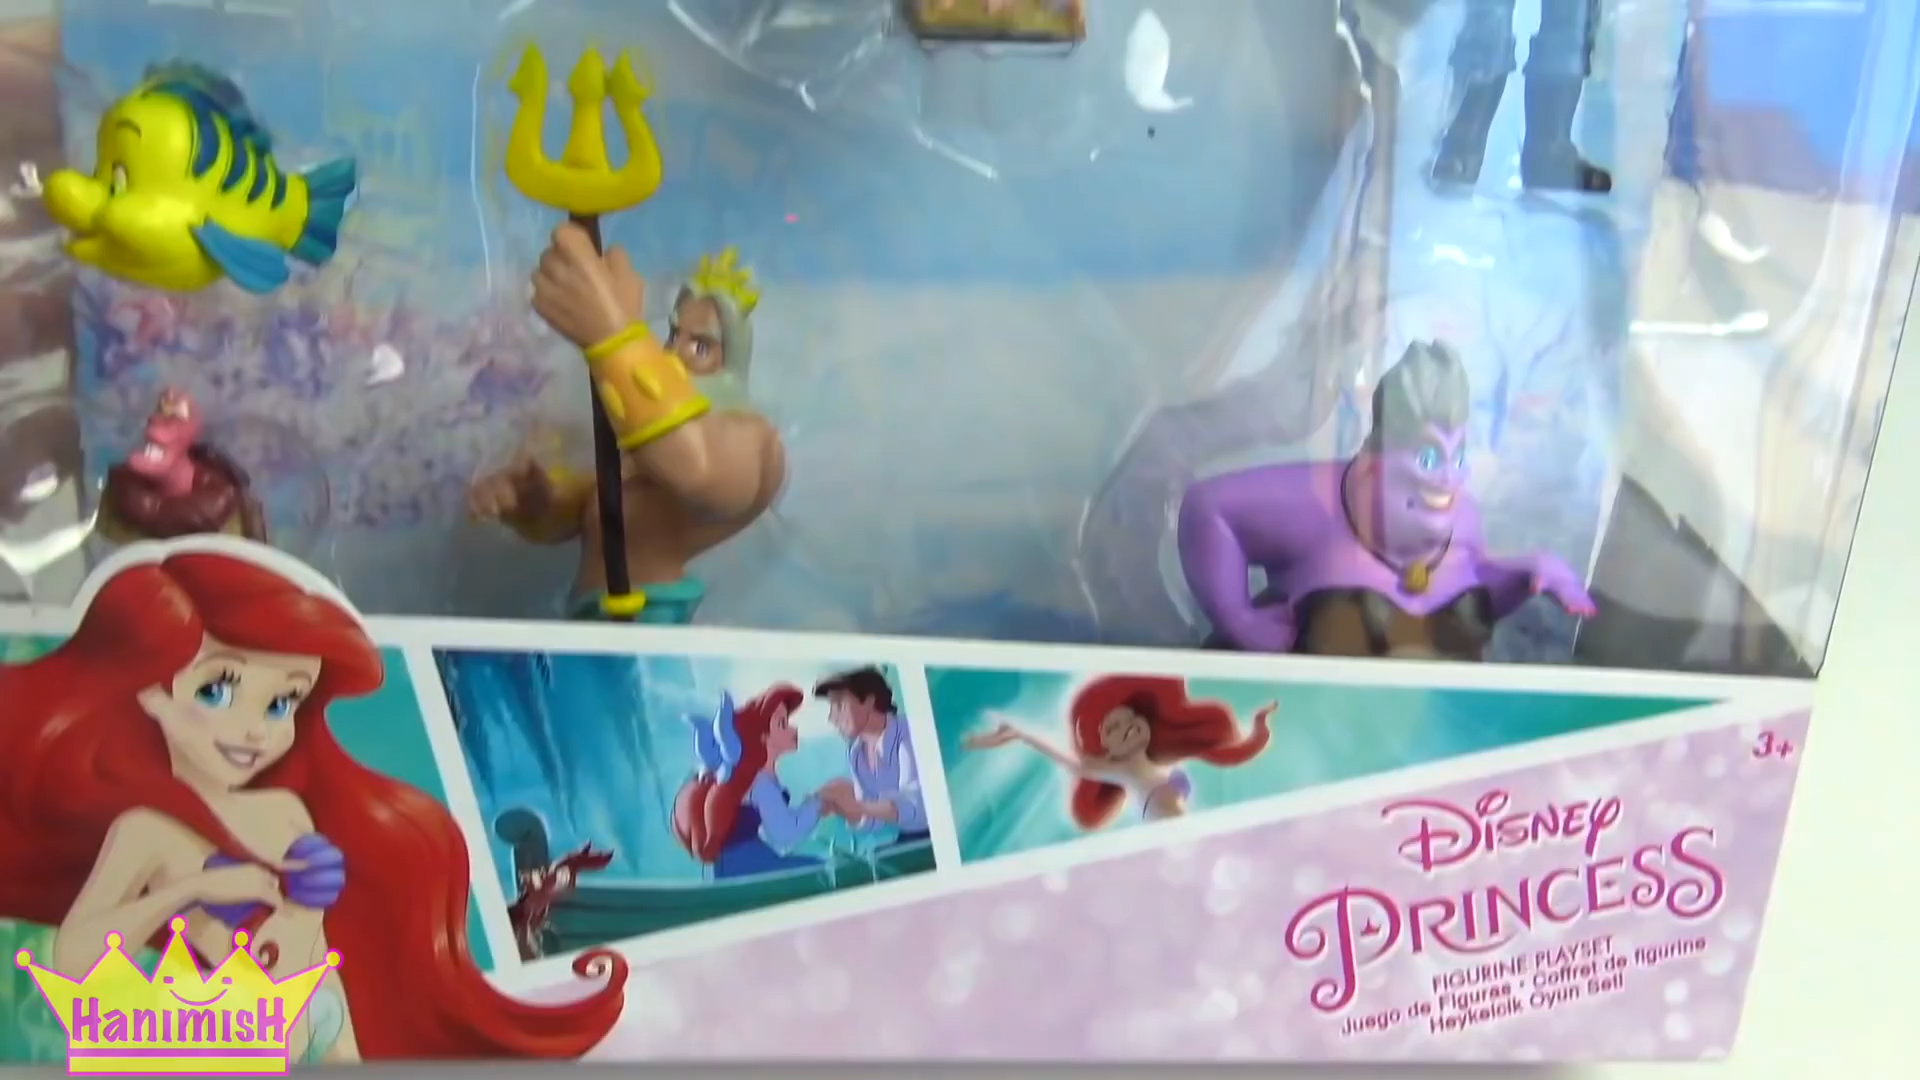 3+
Disney
PRINCESS
FIGURINE PLAYSET
Juego de Figuras • Coffret de figurine
Heykelcik Oyun Seti
HanimisH